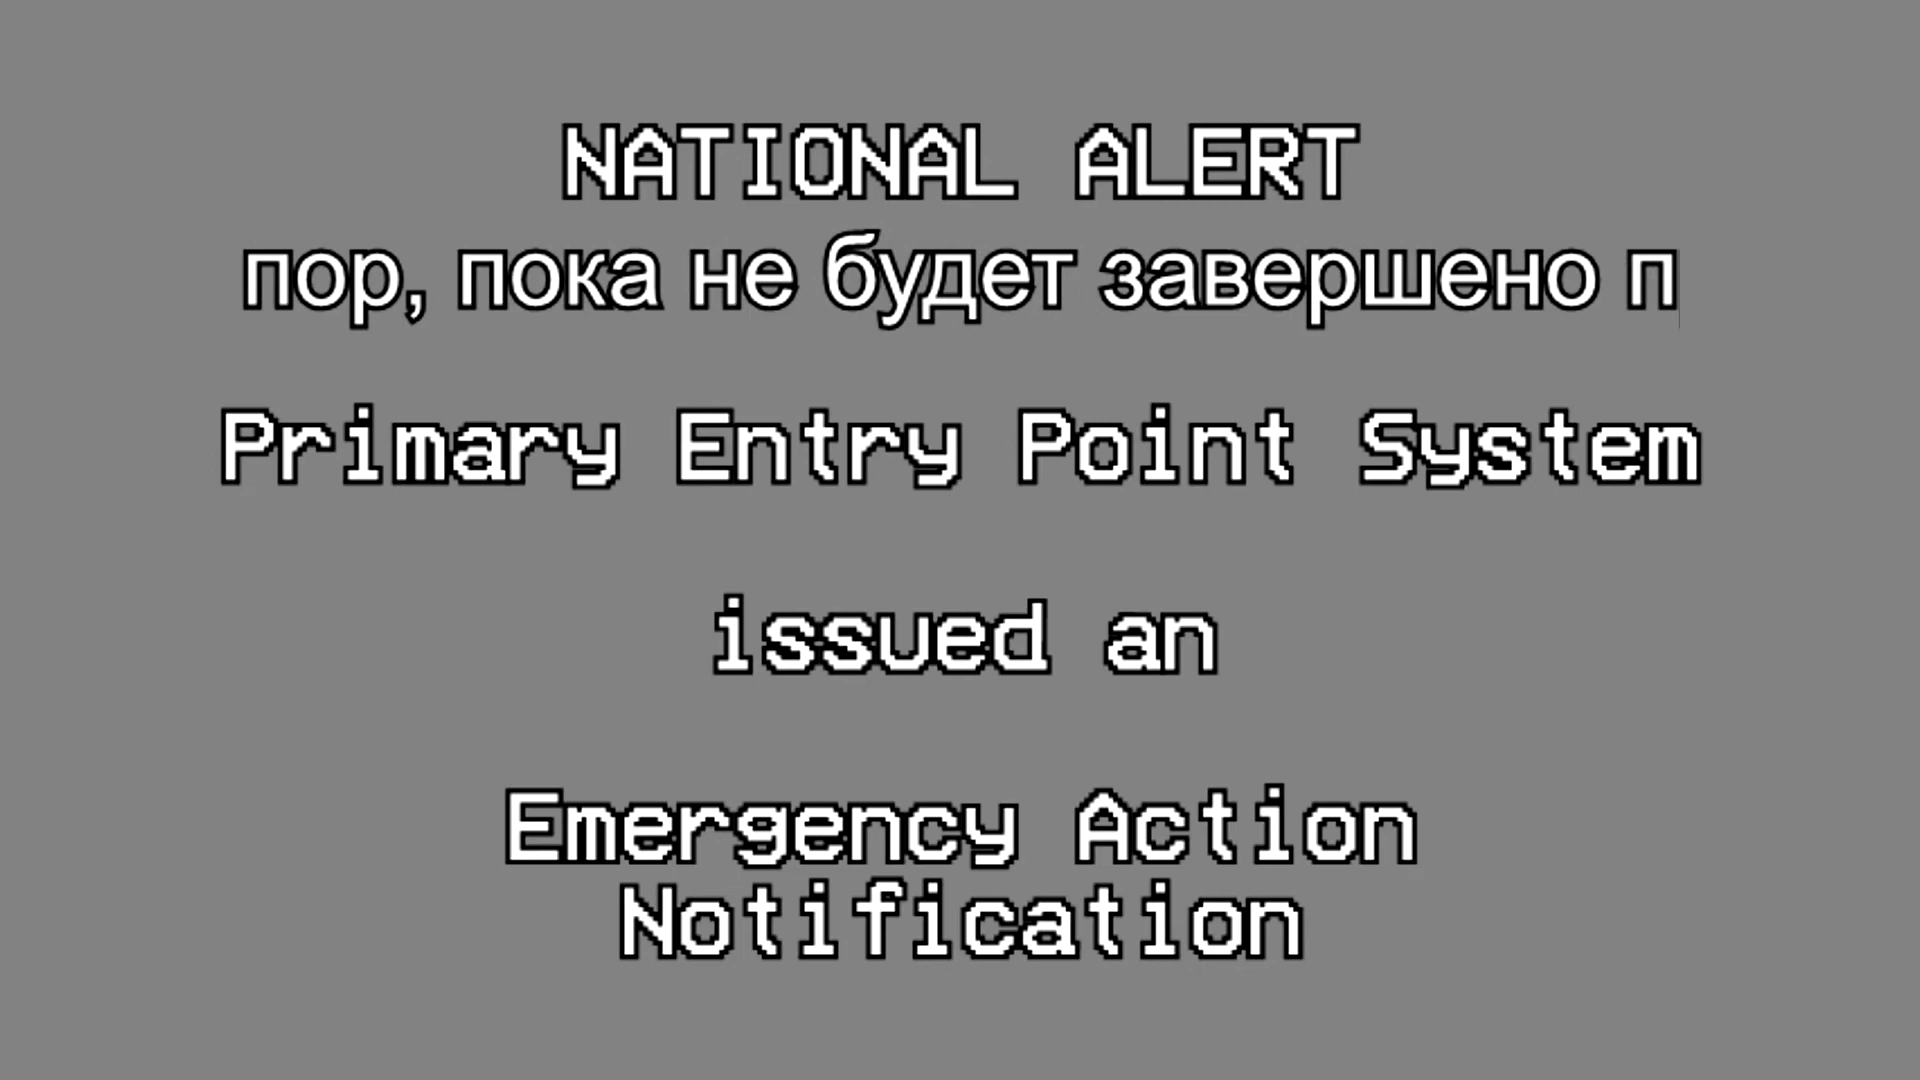 NATIONAL ALERT
пор, пока не будет завершено п
Primary Entry Point System
issued an
Emergency Action
Notification